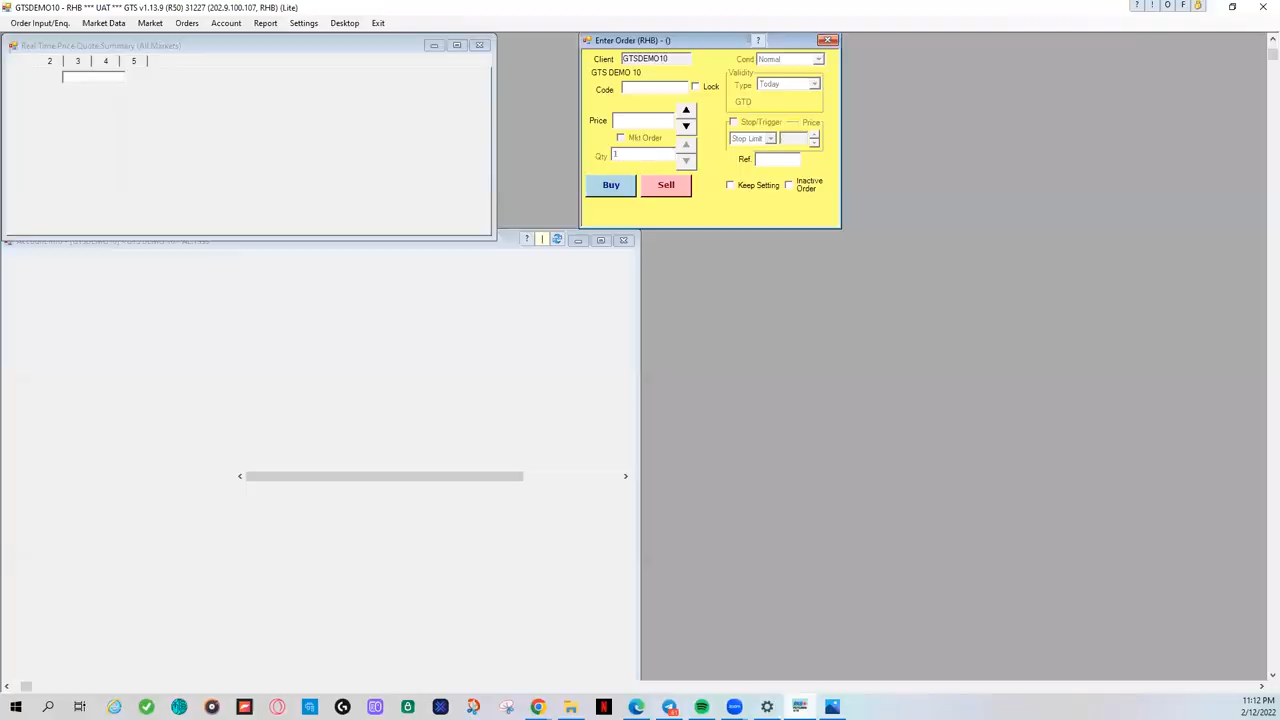 GTSDEMO10 - RHB *** UAT *** GTS v1.13.9 (R50) 31227 (202.9.100.107, RHB) (Lite)
? ! O F
Order Input/Enq. Market Data Market Orders Account Report Settings Desktop Exit
Real Time Price Quote Summary (All Markets)
2 3 4 5
Enter Order (RHB) - () ?
Client GTSDEMO10
GTS DEMO 10
Code Lock
Price
Mkt Order
Qty 1
Buy Sell
Cond Normal
Validity
Type Today
GTD
Stop/Trigger Price
Stop Limit
Ref.
Keep Setting Inactive Order
? |
zoom
11:12 PM
2/12/2022